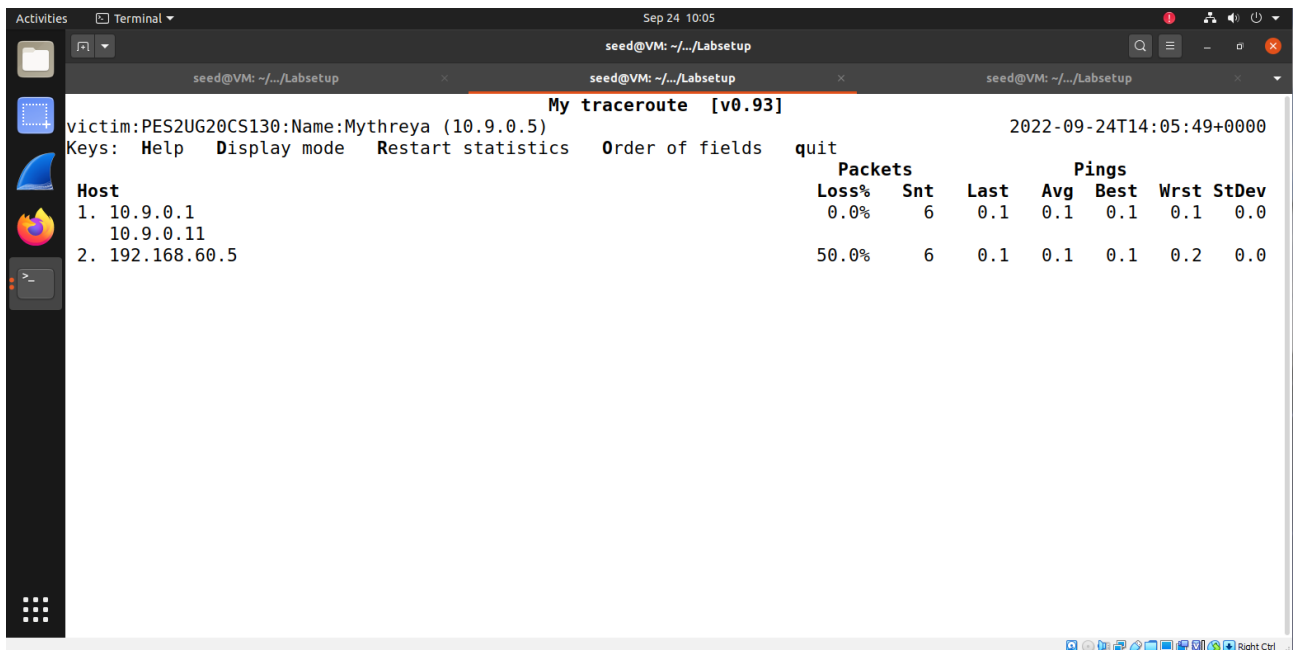 Activities Terminal Sep 24 10:05
seed@VM: ~/.../Labsetup
seed@VM: ~/.../Labsetup seed@VM: ~/.../Labsetup seed@VM: ~/.../Labsetup
My traceroute [v0.93]
victim:PES2UG20CS130:Name:Mythreya (10.9.0.5) 2022-09-24T14:05:49+0000
Keys: Help Display mode Restart statistics Order of fields quit
Packets Pings
Host Loss% Snt Last Avg Best Wrst StDev
1. 10.9.0.1 0.0% 6 0.1 0.1 0.1 0.1 0.0
10.9.0.11
2. 192.168.60.5 50.0% 6 0.1 0.1 0.1 0.2 0.0
Right Ctrl